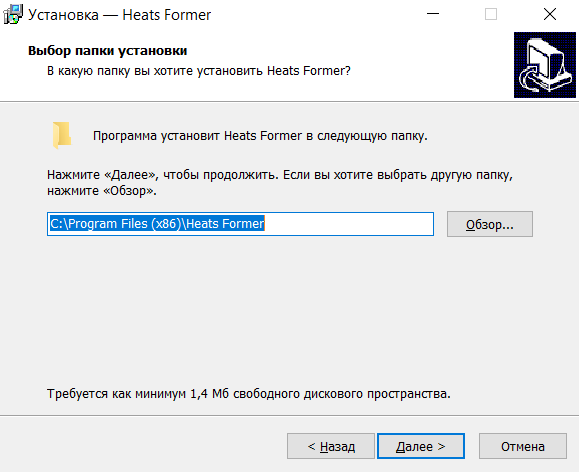 Установка — Heats Former
Выбор папки установки
В какую папку вы хотите установить Heats Former?
Программа установит Heats Former в следующую папку.
Нажмите «Далее», чтобы продолжить. Если вы хотите выбрать другую папку,
нажмите «Обзор».
C:\Program Files (x86)\Heats Former
Обзор...
Требуется как минимум 1,4 Мб свободного дискового пространства.
< Назад
Далее >
Отмена